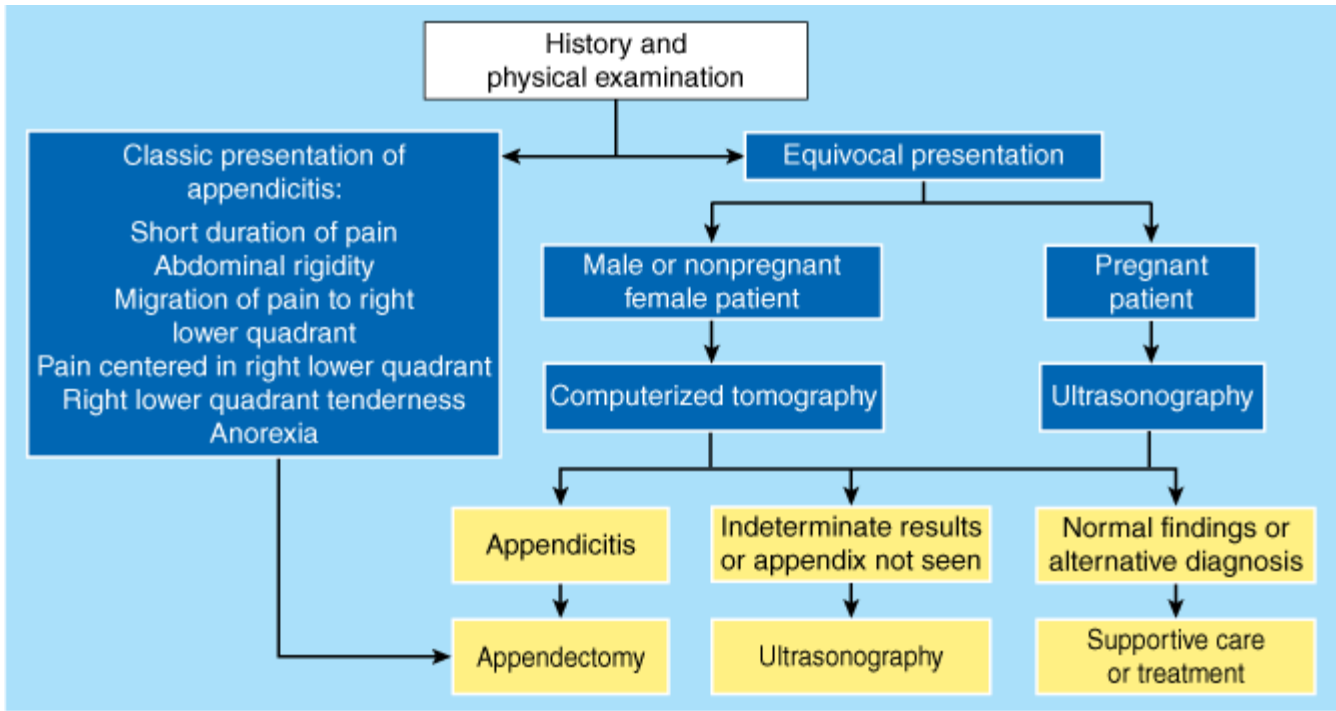 History and
physical examination
Classic presentation of
appendicitis:
Short duration of pain
Abdominal rigidity
Migration of pain to right
lower quadrant
Pain centered in right lower quadrant
Right lower quadrant tenderness
Anorexia
Equivocal presentation
Male or nonpregnant
female patient
Pregnant
patient
Computerized tomography
Ultrasonography
Appendicitis
Indeterminate results
or appendix not seen
Normal findings or
alternative diagnosis
Appendectomy
Ultrasonography
Supportive care
or treatment